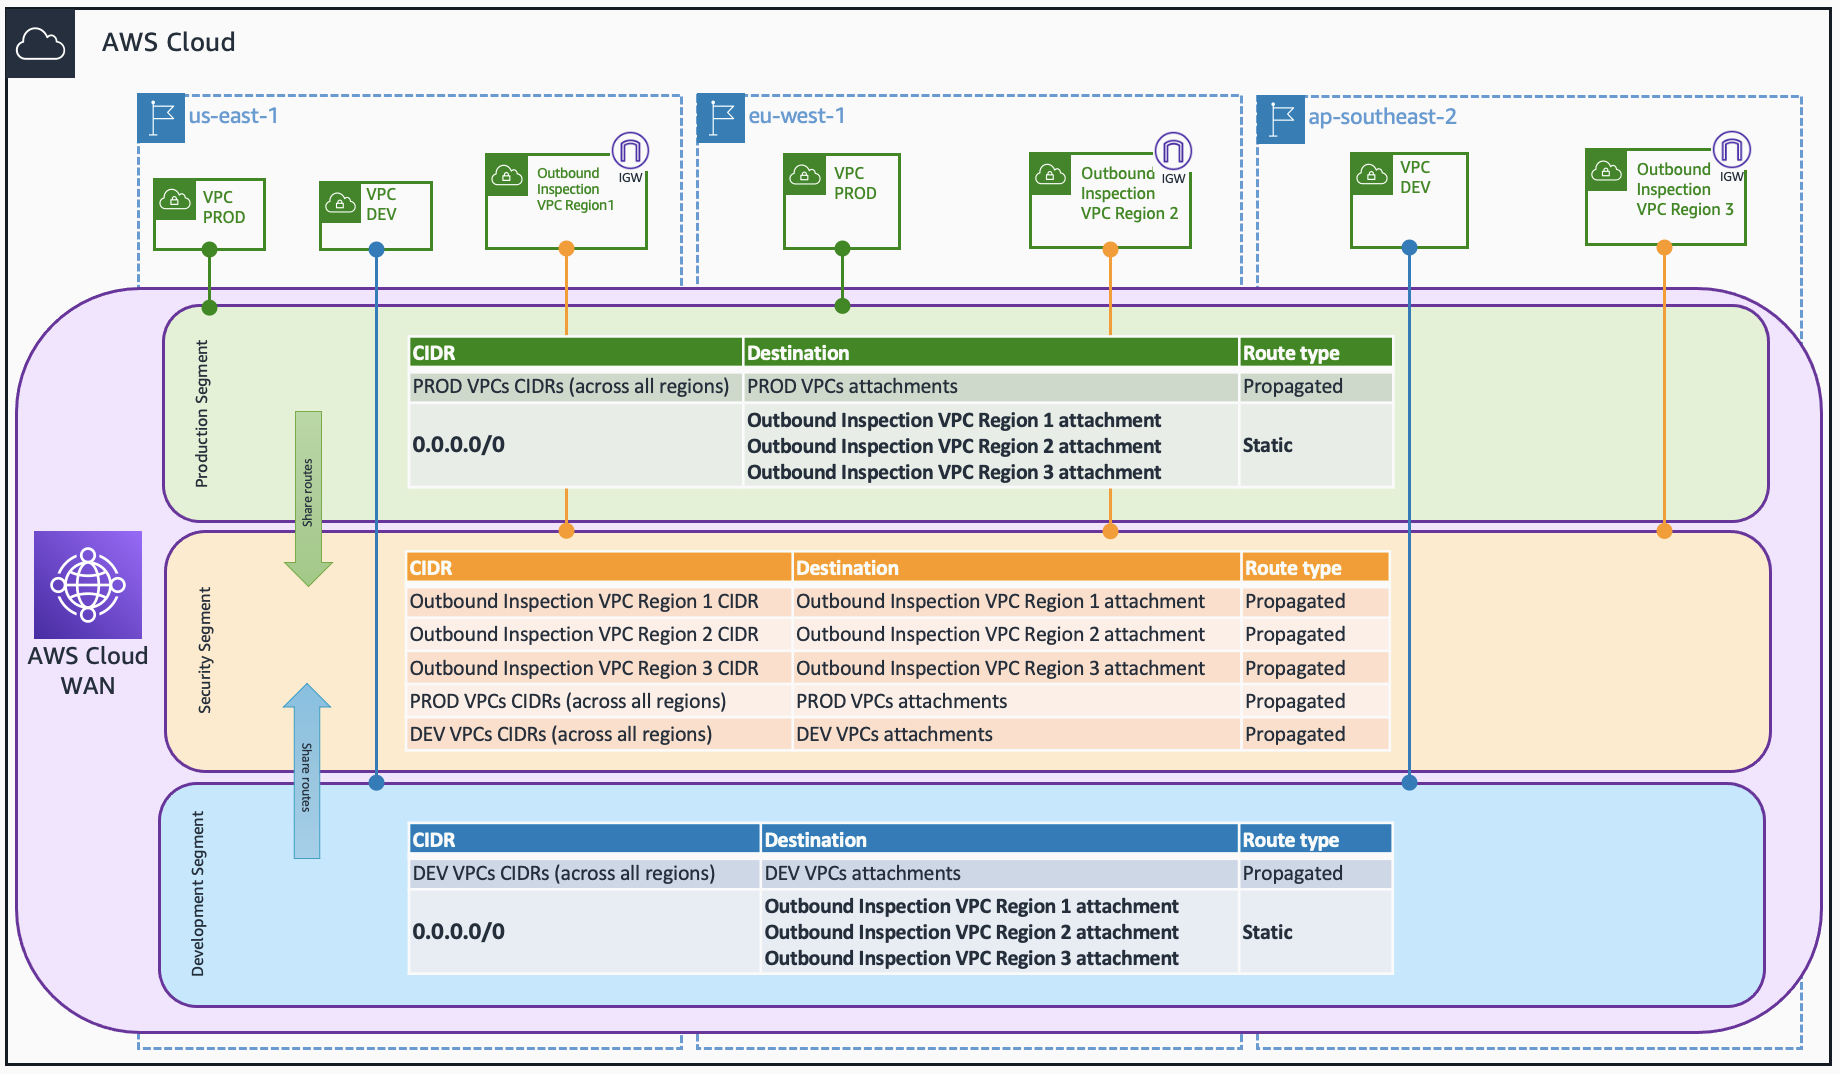 AWS Cloud
us-east-1
VPC
PROD
VPC
DEV
Outbound
Inspection
VPC Region1
IGW
eu-west-1
VPC
PROD
Outbound
Inspection
VPC Region 2
IGW
ap-southeast-2
VPC
DEV
Outbound
Inspection
VPC Region 3
IGW
AWS Cloud
WAN
Production Segment
Share routes
CIDR Destination Route type
PROD VPCs CIDRs (across all regions) PROD VPCs attachments Propagated
0.0.0.0/0
Outbound Inspection VPC Region 1 attachment
Outbound Inspection VPC Region 2 attachment
Outbound Inspection VPC Region 3 attachment
Static
Security Segment
CIDR Destination Route type
Outbound Inspection VPC Region 1 CIDR Outbound Inspection VPC Region 1 attachment Propagated
Outbound Inspection VPC Region 2 CIDR Outbound Inspection VPC Region 2 attachment Propagated
Outbound Inspection VPC Region 3 CIDR Outbound Inspection VPC Region 3 attachment Propagated
PROD VPCs CIDRs (across all regions) PROD VPCs attachments Propagated
DEV VPCs CIDRs (across all regions) DEV VPCs attachments Propagated
Share routes
Development Segment
CIDR Destination Route type
DEV VPCs CIDRs (across all regions) DEV VPCs attachments Propagated
0.0.0.0/0
Outbound Inspection VPC Region 1 attachment
Outbound Inspection VPC Region 2 attachment
Outbound Inspection VPC Region 3 attachment
Static